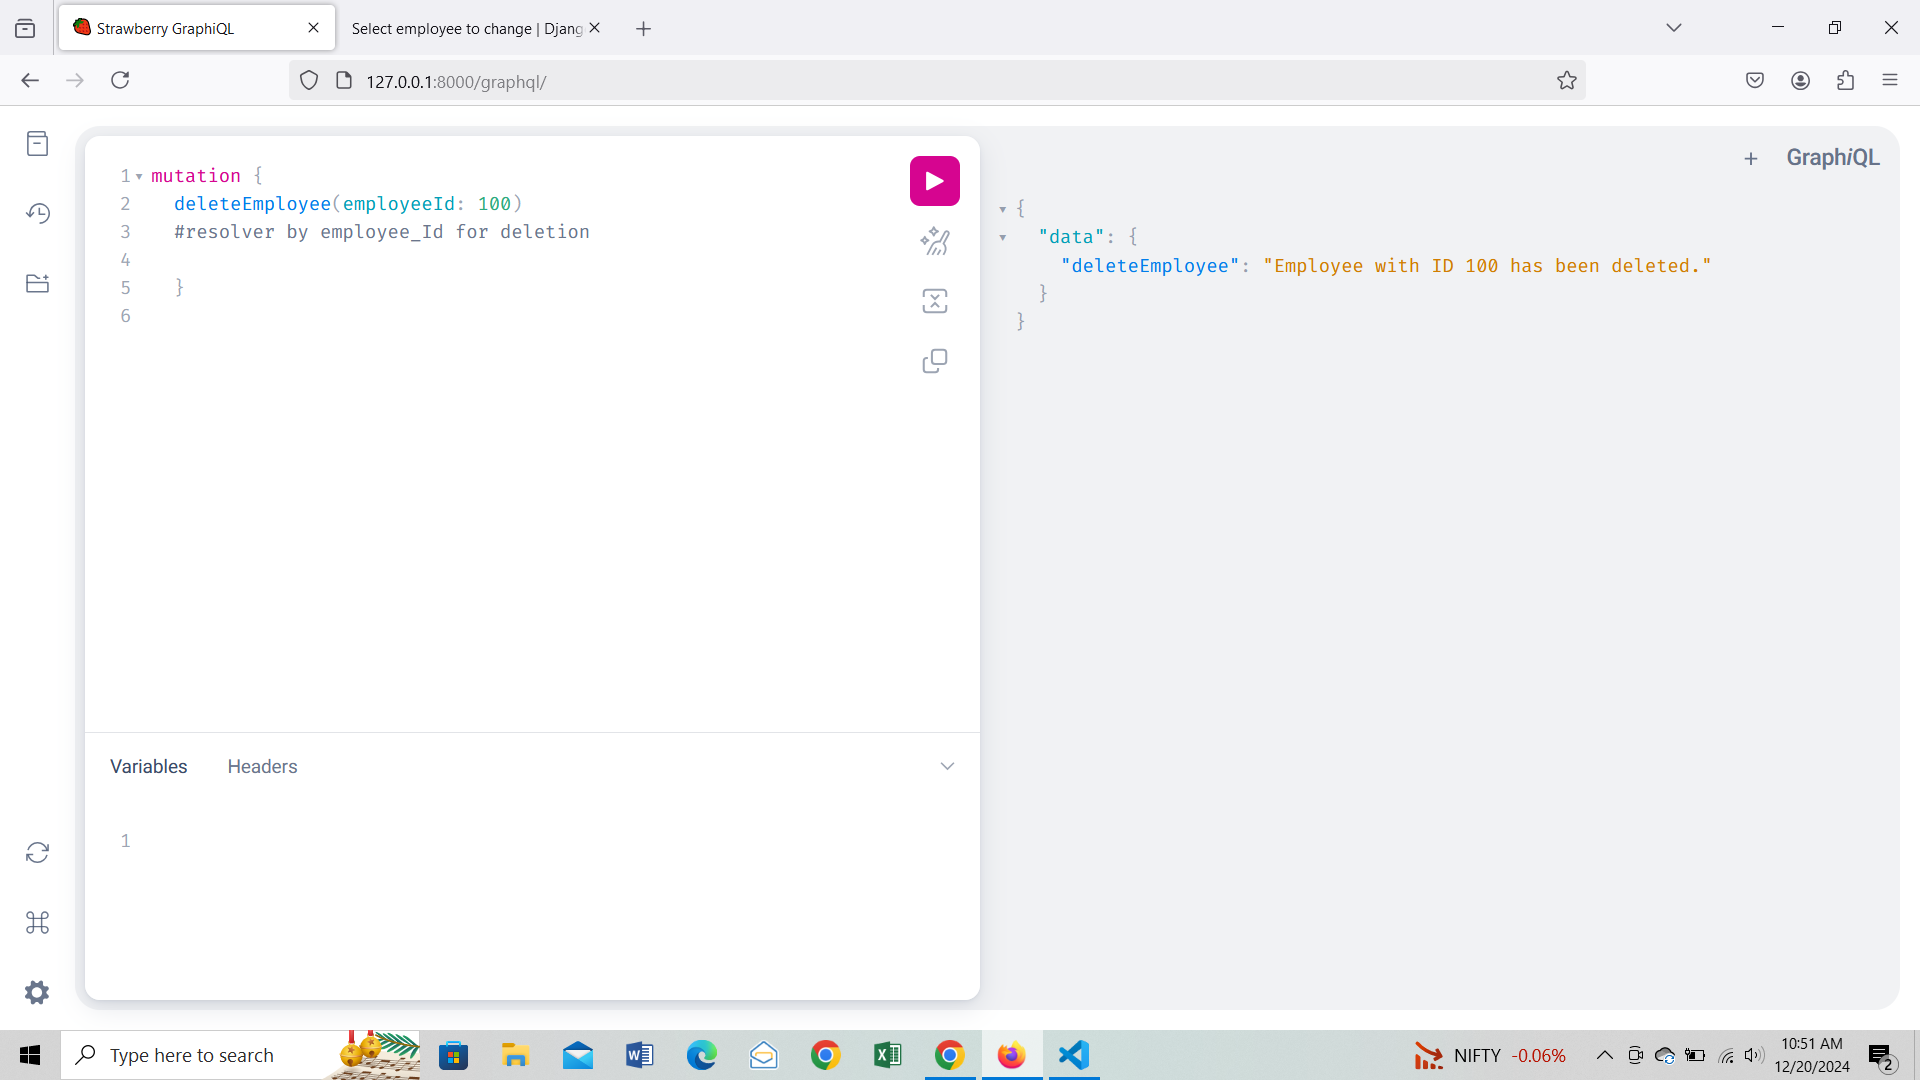 Strawberry GraphiQL
Select employee to change | Djang
127.0.0.1:8000/graphql/
1 mutation {
2 deleteEmployee(employeeId: 100)
3 #resolver by employee_Id for deletion
4
5 }
6
GraphiQL
{
"data": {
"deleteEmployee": "Employee with ID 100 has been deleted."
}
}
Variables Headers
1
Type here to search
NIFTY -0.06%
10:51 AM
12/20/2024
2